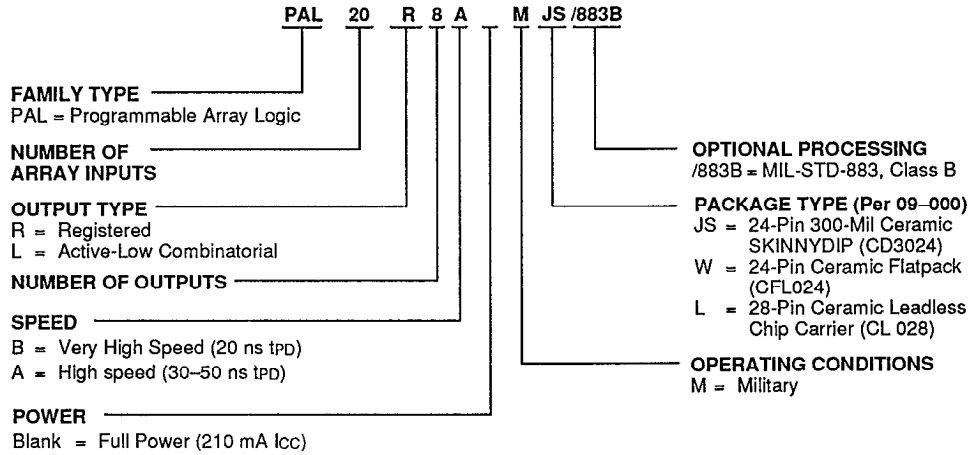 PAL 20 R 8 A M JS /883B
FAMILY TYPE
PAL = Programmable Array Logic
NUMBER OF
ARRAY INPUTS
OUTPUT TYPE
R = Registered
L = Active-Low Combinatorial
NUMBER OF OUTPUTS
SPEED
B = Very High Speed (20 ns tPD)
A = High speed (30–50 ns tPD)
POWER
Blank = Full Power (210 mA ICC)
OPTIONAL PROCESSING
/883B = MIL-STD-883, Class B
PACKAGE TYPE (Per 09–000)
JS = 24-Pin 300-Mil Ceramic
SKINNYDIP (CD3024)
W = 24-Pin Ceramic Flatpack
(CFL024)
L = 28-Pin Ceramic Leadless
Chip Carrier (CL 028)
OPERATING CONDITIONS
M = Military